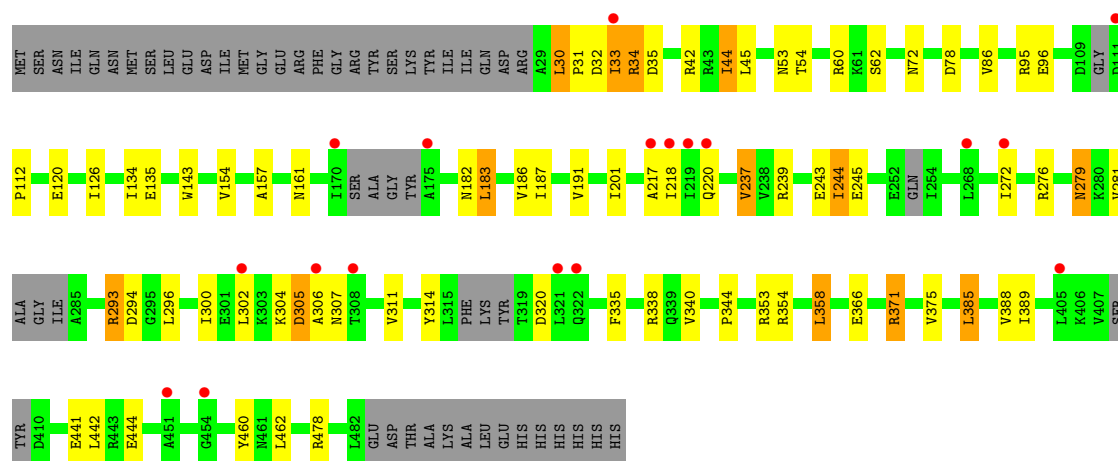 MET SER ASN ILE GLN ASN MET SER LEU GLU ASP ILE MET GLY GLU ARG PHE GLY ARG TYR SER LYS TYR ILE ILE GLN ASP ARG A29 L30 P31 D32 I33 R34 D35 R42 R43 I44 L45 N53 T54 R60 K61 S62 N72 D78 V86 R95 E96 D109 GLY D111
P112 E120 I126 I134 E135 W143 V154 A157 N161 I170 SER ALA GLY TYR A175 N182 L183 V186 I187 V191 I201 A217 I218 I219 Q220 V237 V238 R239 E243 I244 E245 E252 GLN I254 L268 I272 R276 N279 K280 V281
ALA GLY ILE A285 R293 D294 G295 L296 I300 E301 L302 K303 K304 D305 A306 N307 T308 V311 Y314 L315 PHE LYS TYR T319 D320 L321 Q322 F335 R338 Q339 V340 P344 R353 R354 L358 E366 R371 V375 L385 V388 I389 L405 K406 V407 SER
TYR D410 E441 L442 R443 E444 A451 G454 Y460 N461 L462 R478 L482 GLU ASP THR ALA LYS ALA LEU GLU HIS HIS HIS HIS HIS HIS